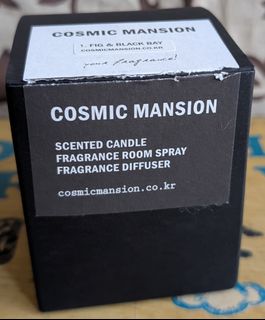 COSMIC MANSION
1. FIG & BLACK BAY
COSMICMANSION.CO.KR
your fragrance!
COSMIC MANSION
SCENTED CANDLE
FRAGRANCE ROOM SPRAY
FRAGRANCE DIFFUSER
cosmicmansion.co.kr